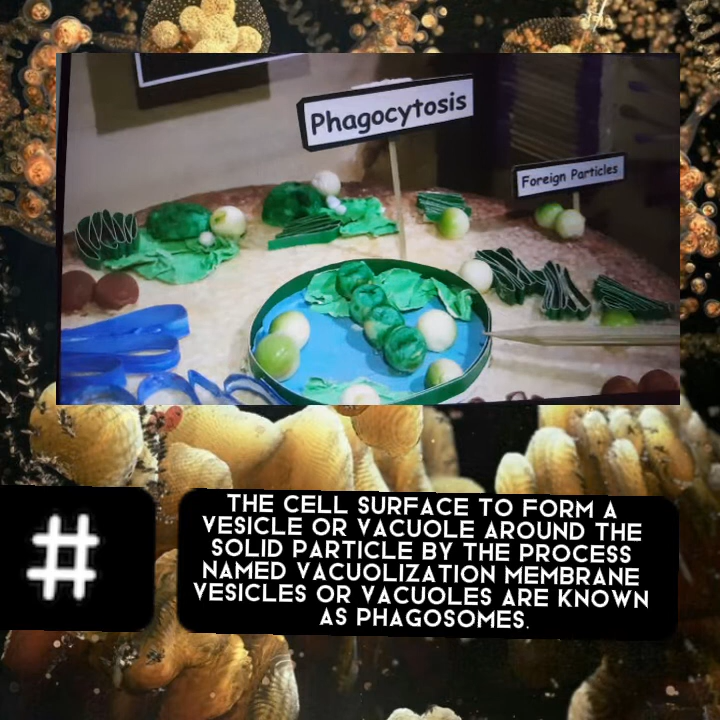 Phagocytosis
Foreign Particles
#
THE CELL SURFACE TO FORM A
VESICLE OR VACUOLE AROUND THE
SOLID PARTICLE BY THE PROCESS
NAMED VACUOLIZATION MEMBRANE
VESICLES OR VACUOLES ARE KNOWN
AS PHAGOSOMES.